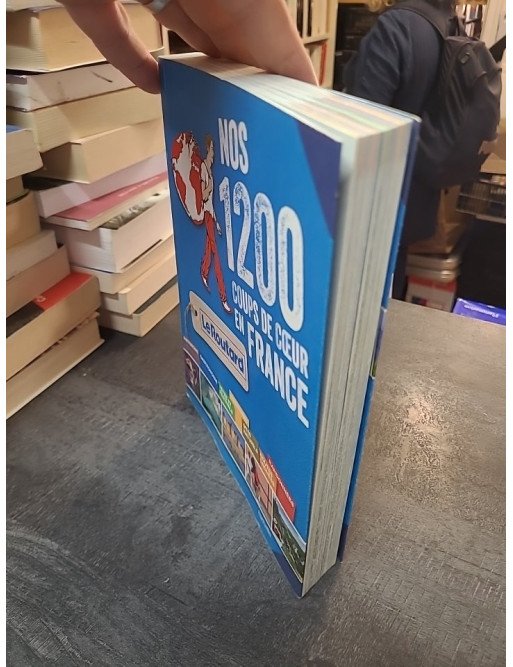 NOS
1200
COUPS DE CŒUR
EN FRANCE
Le Routard